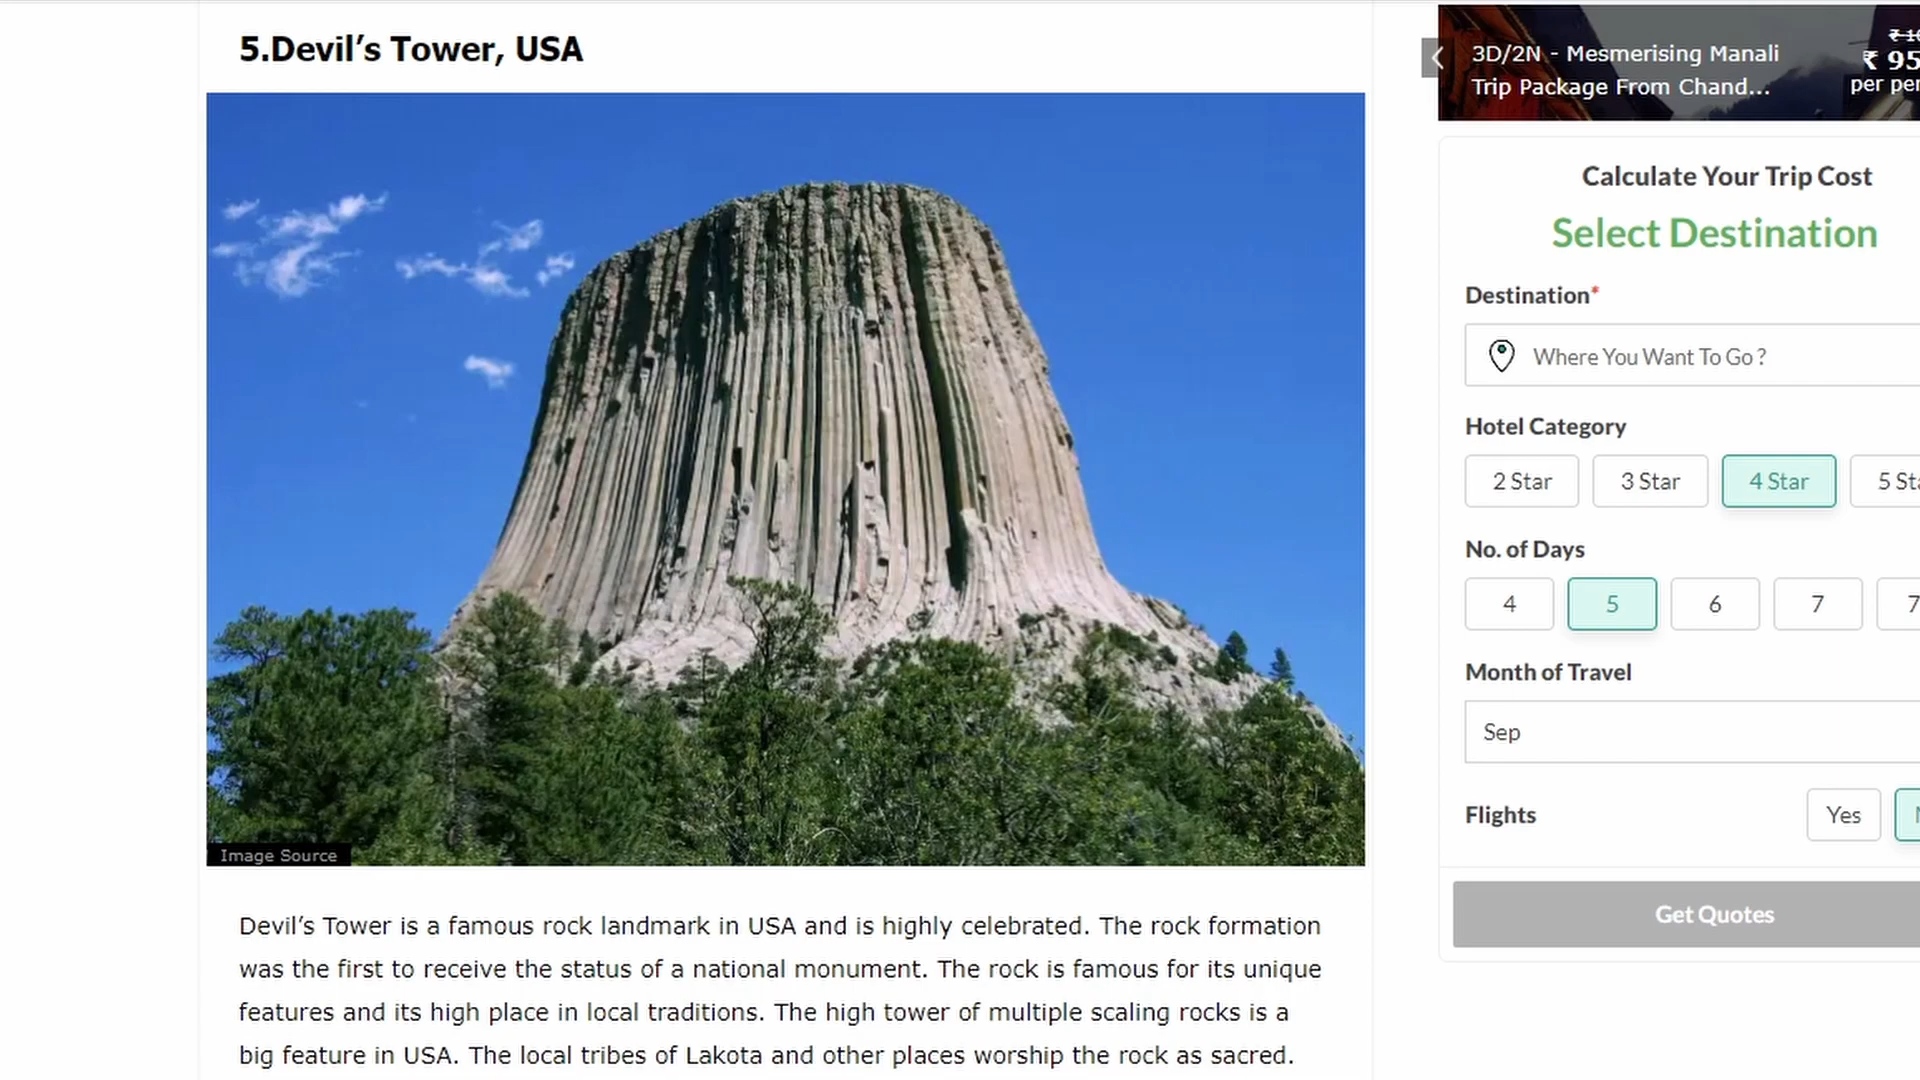 5.Devil’s Tower, USA
Image Source
Devil’s Tower is a famous rock landmark in USA and is highly celebrated. The rock formation
was the first to receive the status of a national monument. The rock is famous for its unique
features and its high place in local traditions. The high tower of multiple scaling rocks is a
big feature in USA. The local tribes of Lakota and other places worship the rock as sacred.
3D/2N - Mesmerising Manali
Trip Package From Chand...
₹ 95
per
Calculate Your Trip Cost
Select Destination
Destination*
Where You Want To Go ?
Hotel Category
2 Star 3 Star 4 Star 5
No. of Days
4 5 6 7 7
Month of Travel
Sep
Flights Yes
Get Quotes